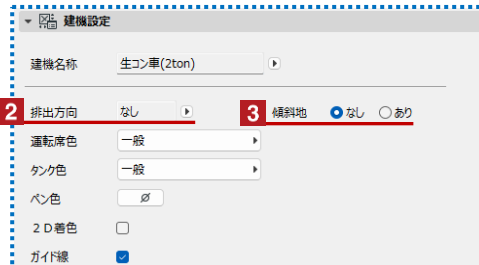 建機設定
建機名称 生コン車(2ton)
2 排出方向 なし 3 傾斜地 なし あり
運転席色 一般
タンク色 一般
ペン色
2D着色
ガイド線